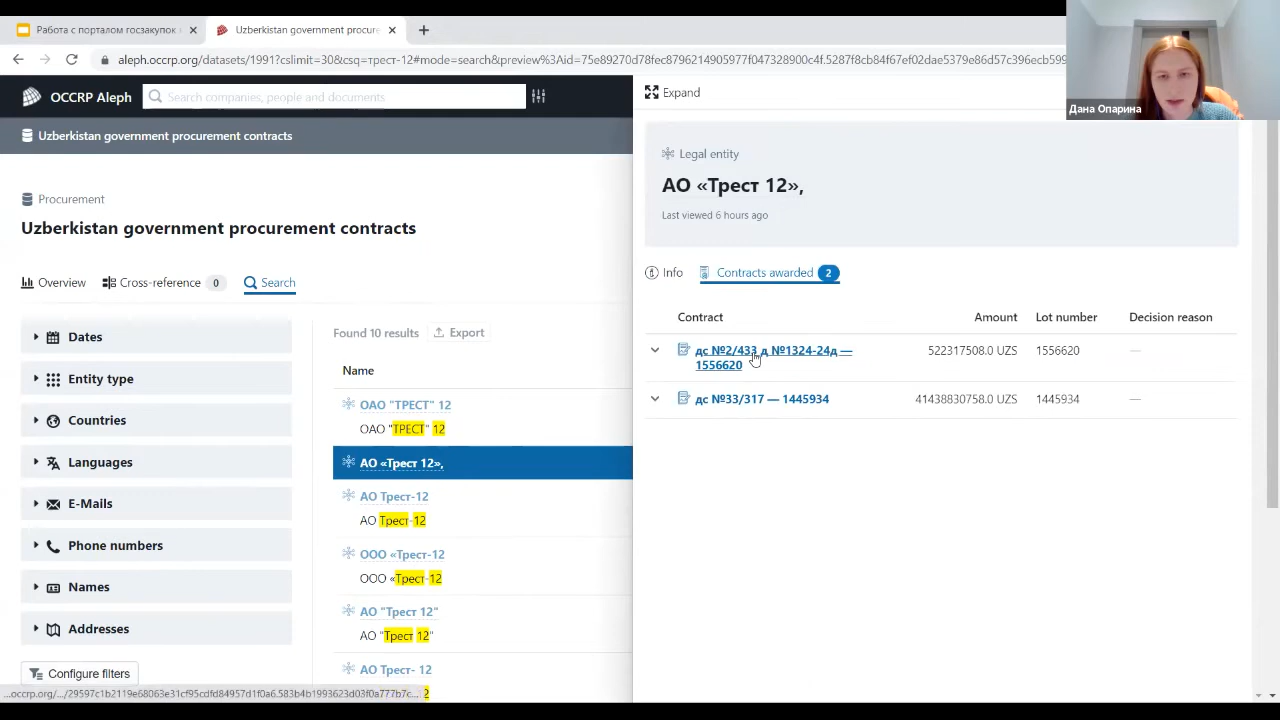 Работа с порталом госзакупок
Uzbekistan government procure
aleph.occrp.org/datasets/1991?cslimit=30&csq=трест-12#mode=search&preview%3Aid=75e89270d78fec8796214905977f047328900c4f.5287f8cb84f67ef02dae5379e86d57c396ecb599
Дана Опарина
OCCRP Aleph
Search companies, people and documents
Expand
Uzberkistan government procurement contracts
Legal entity
АО «Трест 12»,
Last viewed 6 hours ago
Procurement
Uzberkistan government procurement contracts
Overview Cross-reference 0 Search
Info Contracts awarded 2
Contract Amount Lot number Decision reason
дс №2/433 д №1324-24д — 522317508.0 UZS 1556620 —
1556620
дс №33/317 — 1445934 41438830758.0 UZS 1445934 —
Dates
Entity type
Countries
Languages
E-Mails
Phone numbers
Names
Addresses
Configure filters
Found 10 results Export
Name
ОАО "ТРЕСТ" 12
ОАО "ТРЕСТ" 12
АО «Трест 12»,
АО Трест-12
АО Трест-12
ООО «Трест-12
ООО «Трест-12
АО "Трест 12"
АО "Трест 12"
АО Трест- 12
2